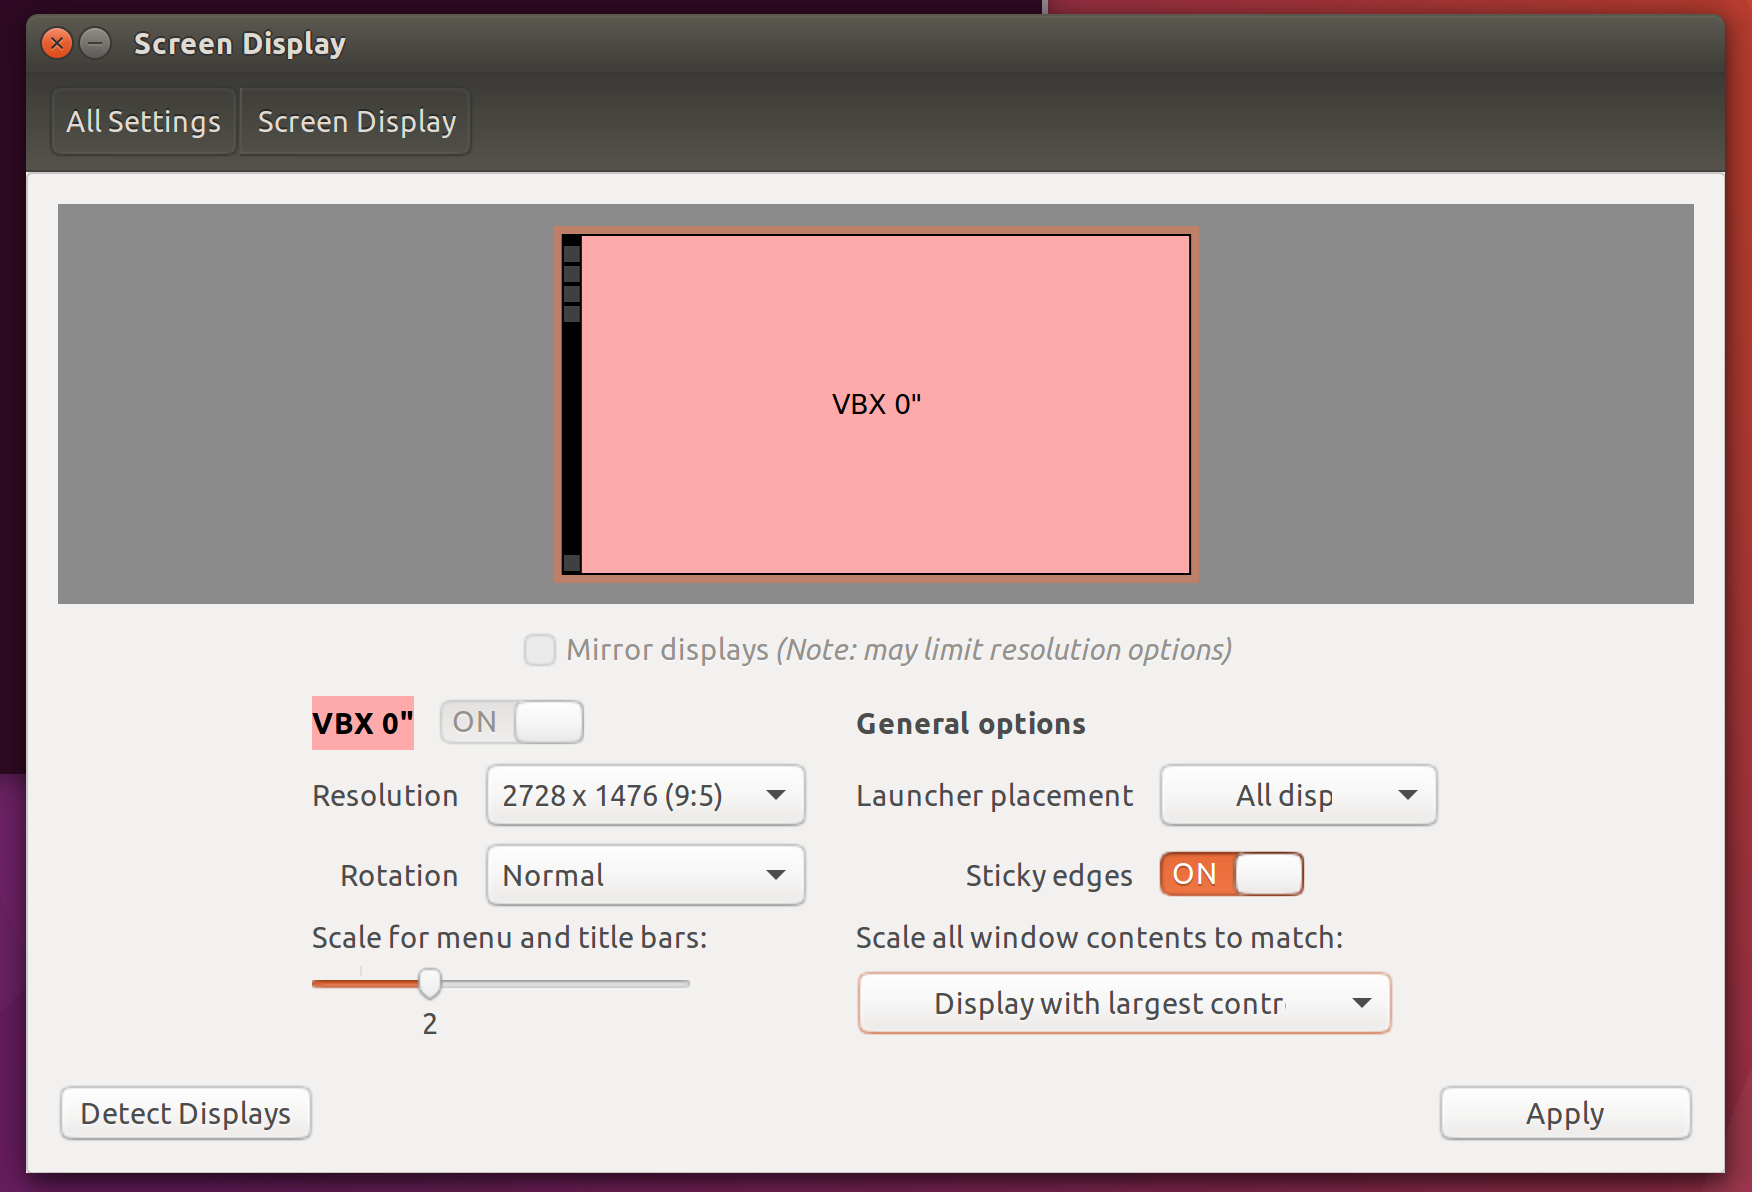 Screen Display
All Settings
Screen Display
VBX 0"
Mirror displays (Note: may limit resolution options)
VBX 0"
ON
Resolution
2728 x 1476 (9:5)
Rotation
Normal
Scale for menu and title bars:
2
General options
Launcher placement
All disp
Sticky edges
ON
Scale all window contents to match:
Display with largest contr
Detect Displays
Apply